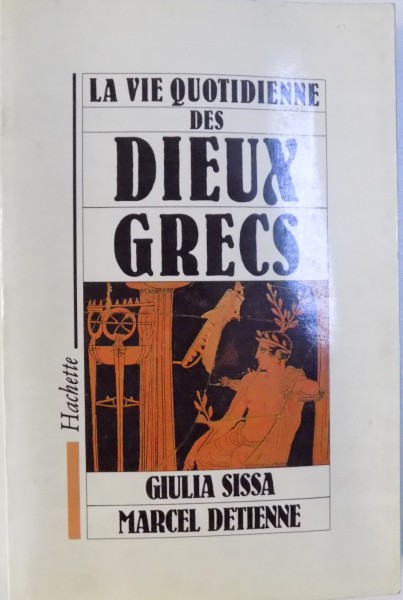 LA VIE QUOTIDIENNE
DES
DIEUX
GRECS
Hachette
GIULIA SISSA
MARCEL DETIENNE